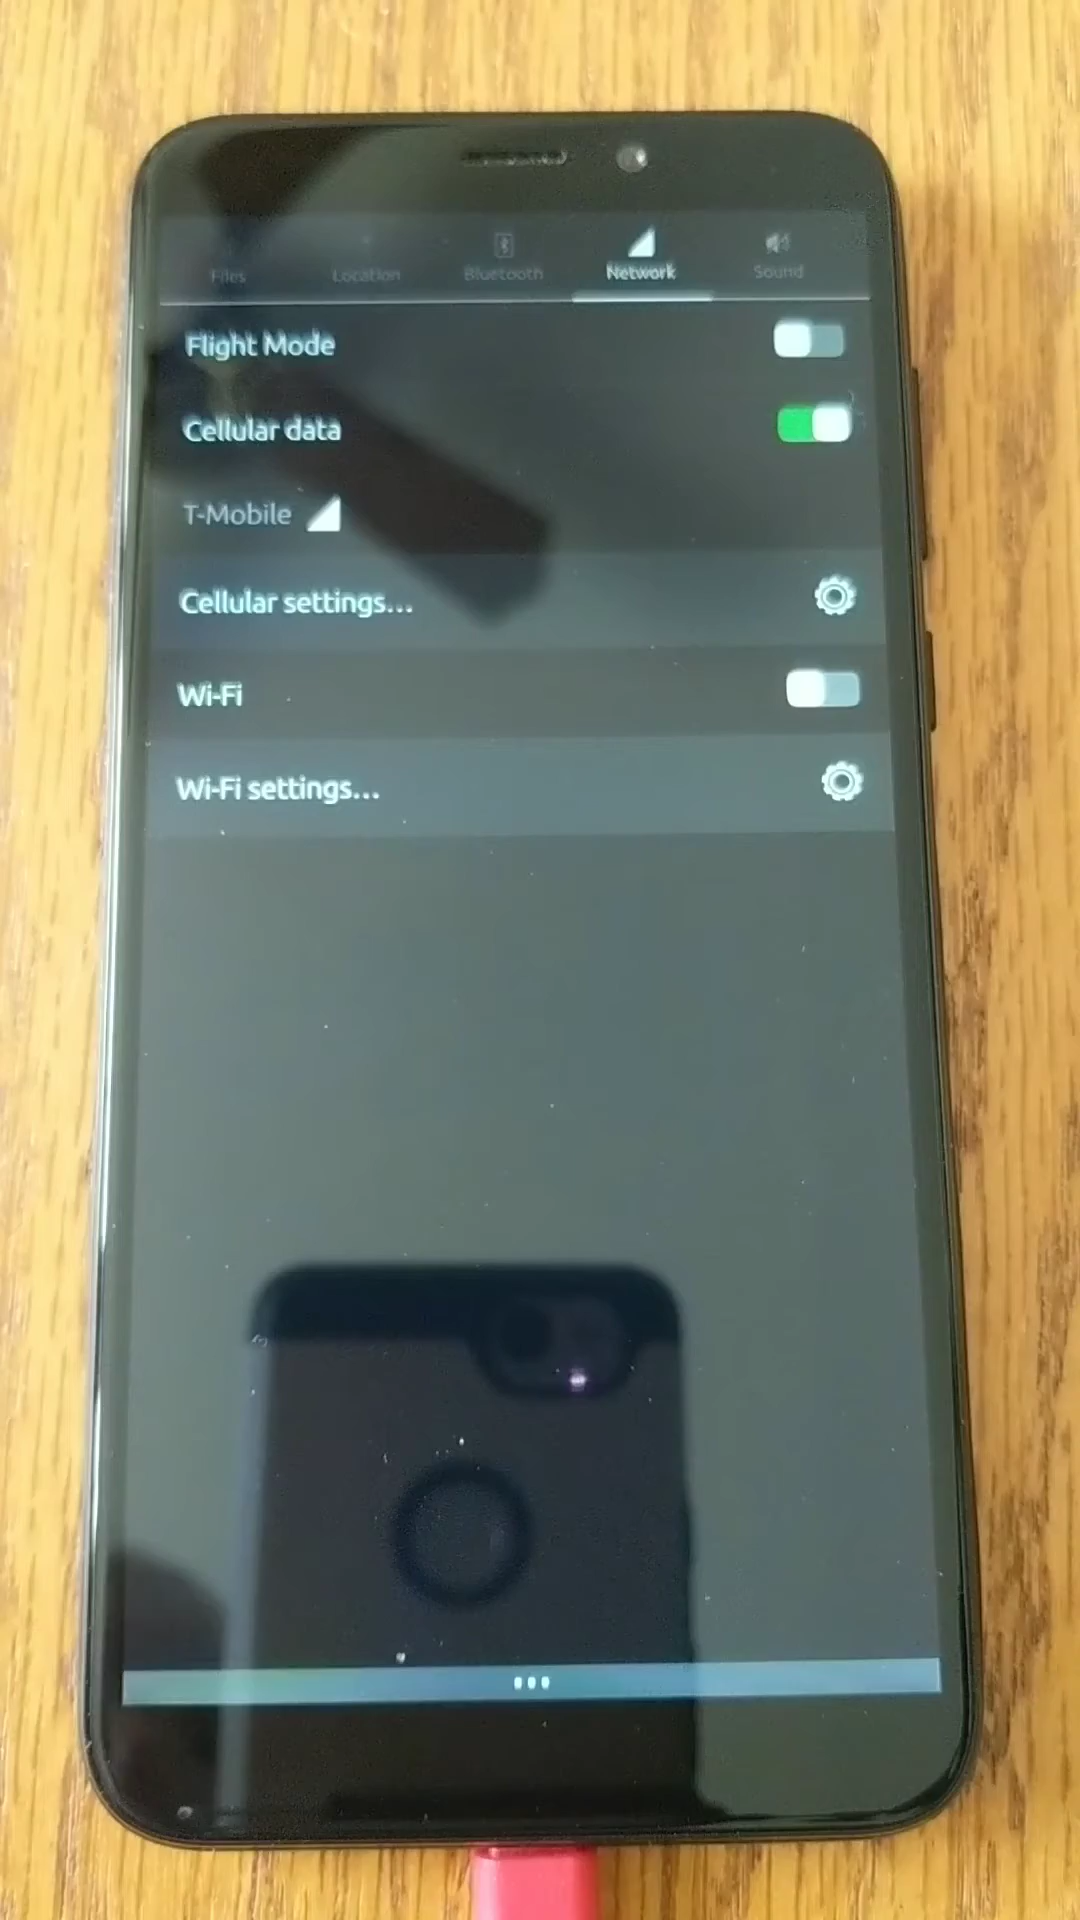 Files Location Bluetooth Network Sound
Flight Mode
Cellular data
T-Mobile
Cellular settings...
Wi-Fi
Wi-Fi settings...